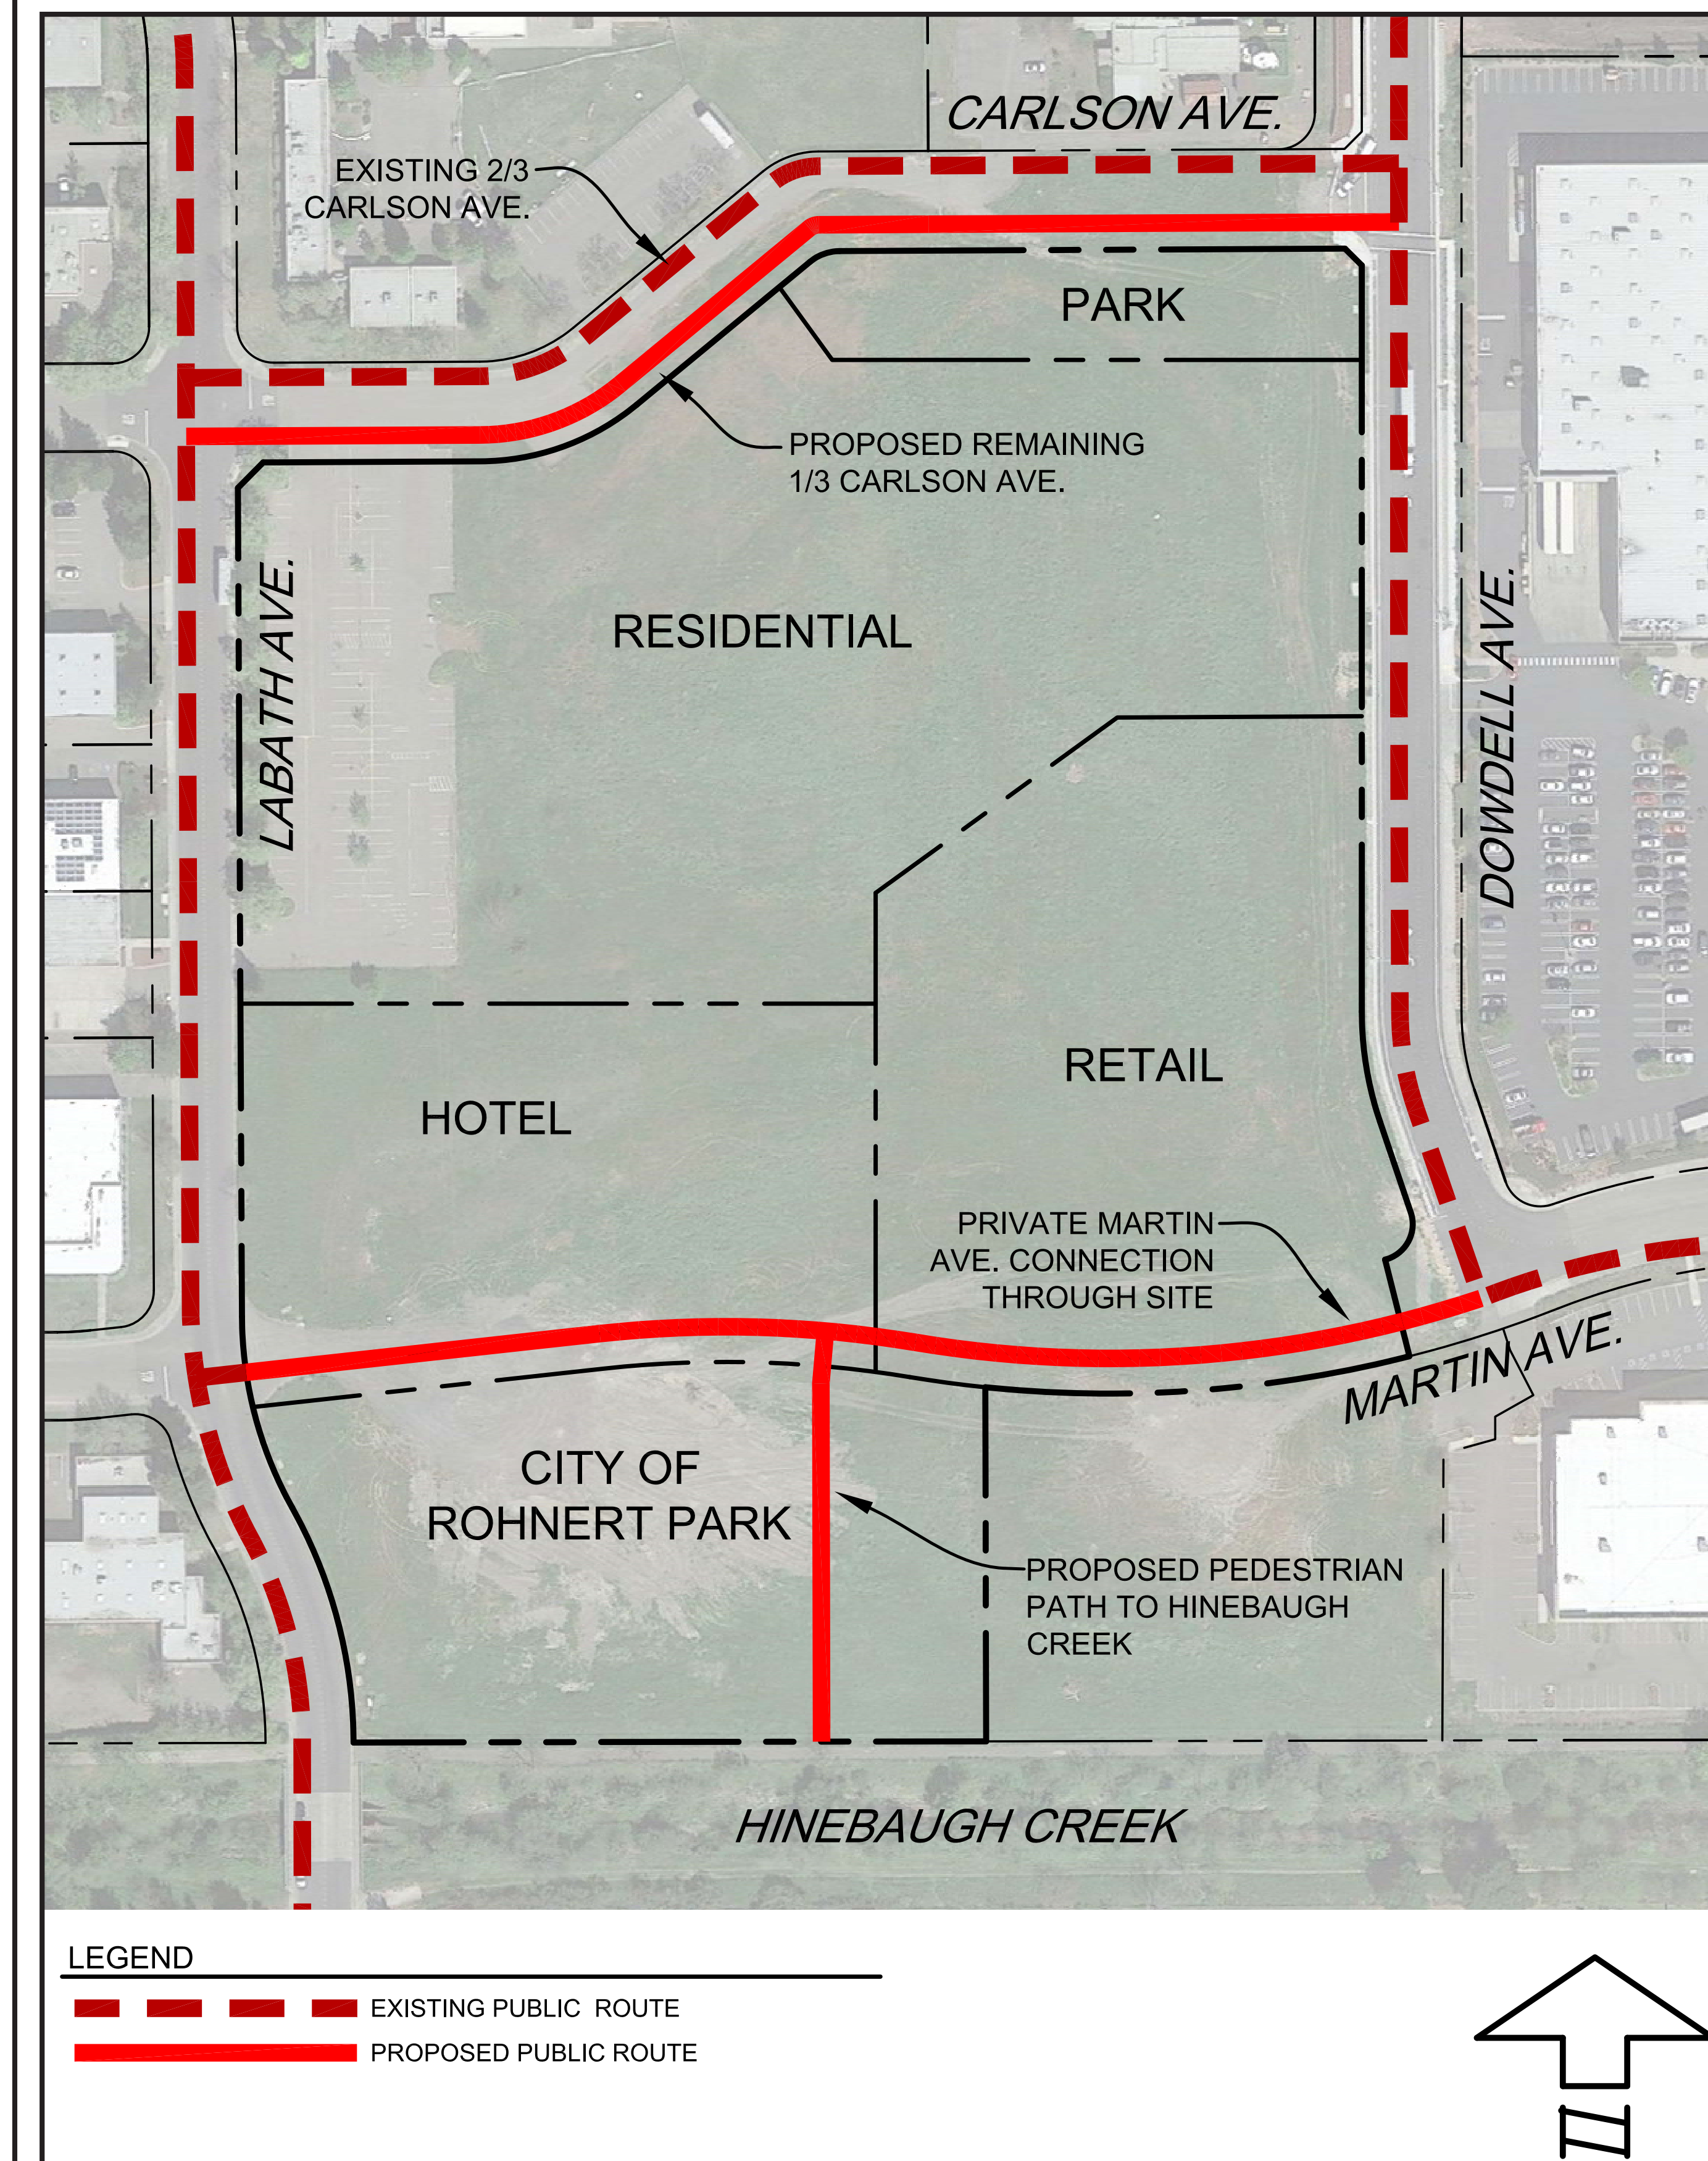 CARLSON AVE.
EXISTING 2/3
CARLSON AVE.
PARK
PROPOSED REMAINING
1/3 CARLSON AVE.
LABATH AVE.
RESIDENTIAL
DOWDELL AVE.
RETAIL
HOTEL
PRIVATE MARTIN
AVE. CONNECTION
THROUGH SITE
MARTIN AVE.
CITY OF
ROHNERT PARK
PROPOSED PEDESTRIAN
PATH TO HINEBAUGH
CREEK
HINEBAUGH CREEK
LEGEND
EXISTING PUBLIC ROUTE
PROPOSED PUBLIC ROUTE